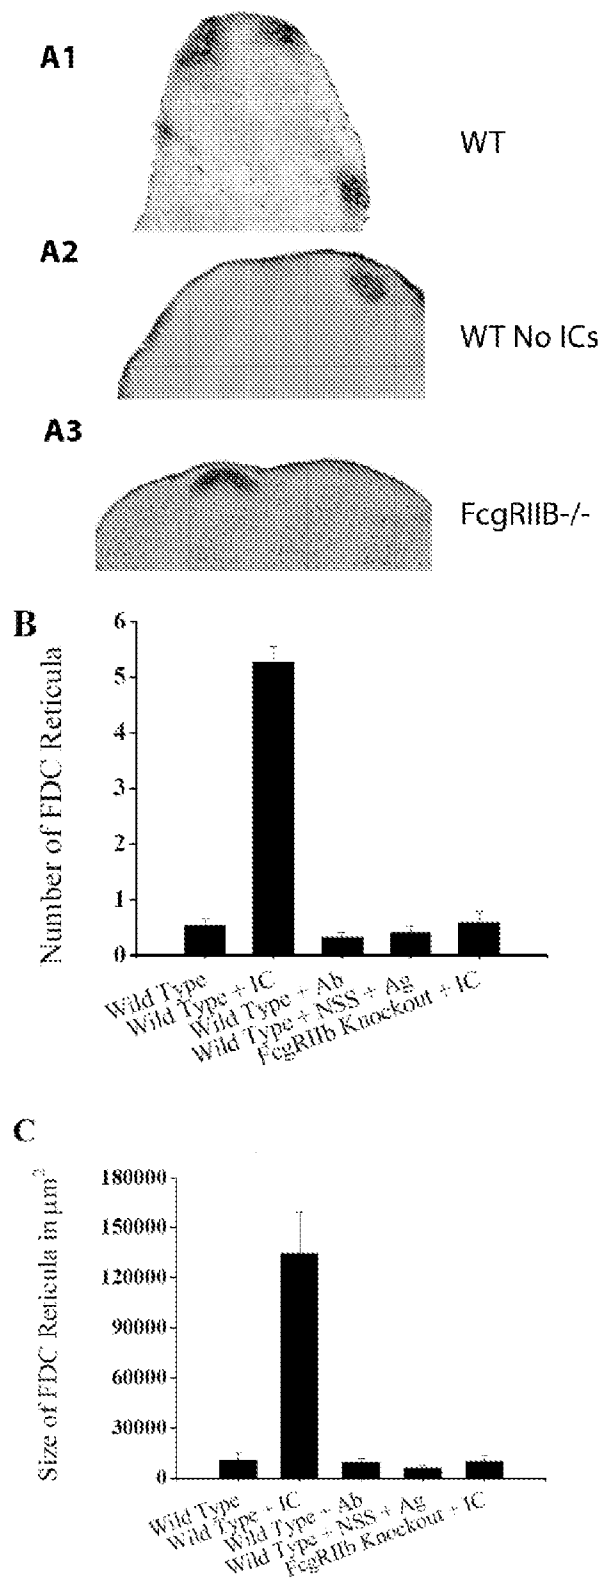 A1
WT
A2
WT No ICs
A3
FcgRIIB-/-
B
Number of FDC Reticula
6
5
4
3
2
1
0
Wild Type
Wild Type + IC
Wild Type + Ab
Wild Type + NSS + Ag
FcgRIIb Knockout + IC
C
Size of FDC Reticula in µm²
180000
150000
120000
90000
60000
30000
0
Wild Type
Wild Type + IC
Wild Type + Ab
Wild Type + NSS + Ag
FcgRIIb Knockout + IC